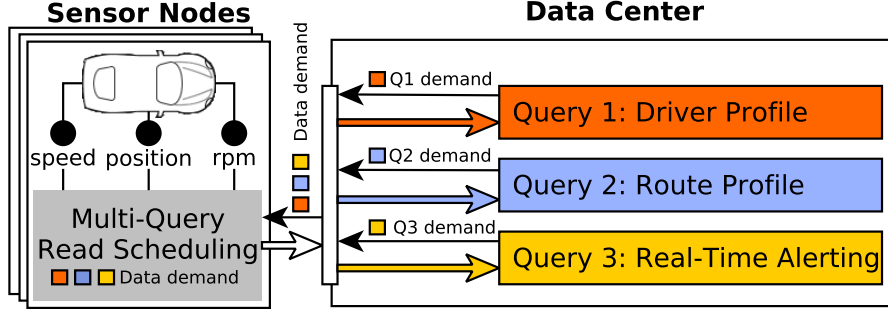 Sensor Nodes
speed position rpm
Multi-Query
Read Scheduling
Data demand
Data demand
Data Center
Q1 demand
Query 1: Driver Profile
Q2 demand
Query 2: Route Profile
Q3 demand
Query 3: Real-Time Alerting